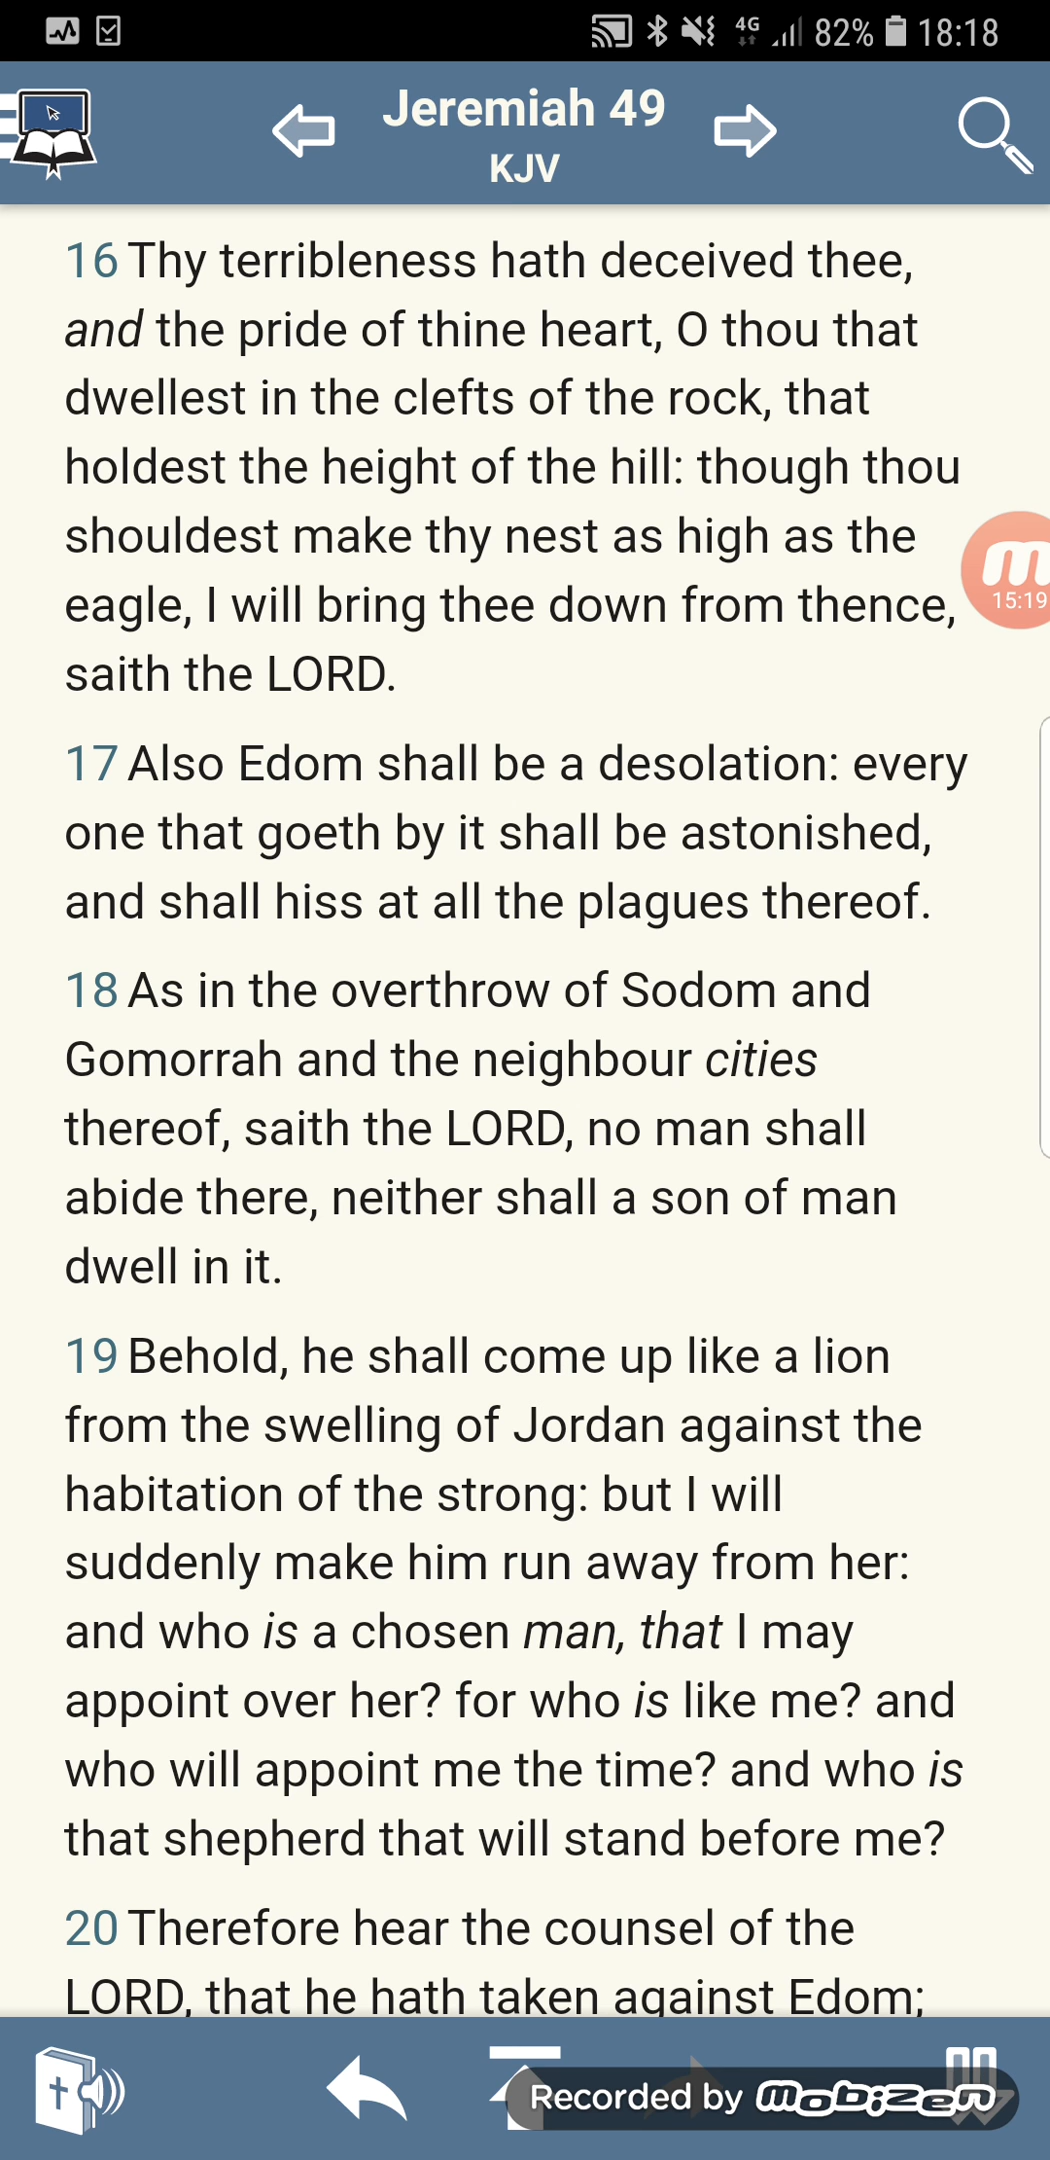 4G 82% 18:18
Jeremiah 49
KJV
16 Thy terribleness hath deceived thee,
and the pride of thine heart, O thou that
dwellest in the clefts of the rock, that
holdest the height of the hill: though thou
shouldest make thy nest as high as the
eagle, I will bring thee down from thence,
saith the LORD.
m
15:19
17 Also Edom shall be a desolation: every
one that goeth by it shall be astonished,
and shall hiss at all the plagues thereof.
18 As in the overthrow of Sodom and
Gomorrah and the neighbour cities
thereof, saith the LORD, no man shall
abide there, neither shall a son of man
dwell in it.
19 Behold, he shall come up like a lion
from the swelling of Jordan against the
habitation of the strong: but I will
suddenly make him run away from her:
and who is a chosen man, that I may
appoint over her? for who is like me? and
who will appoint me the time? and who is
that shepherd that will stand before me?
20 Therefore hear the counsel of the
LORD, that he hath taken against Edom;
Recorded by mobizen